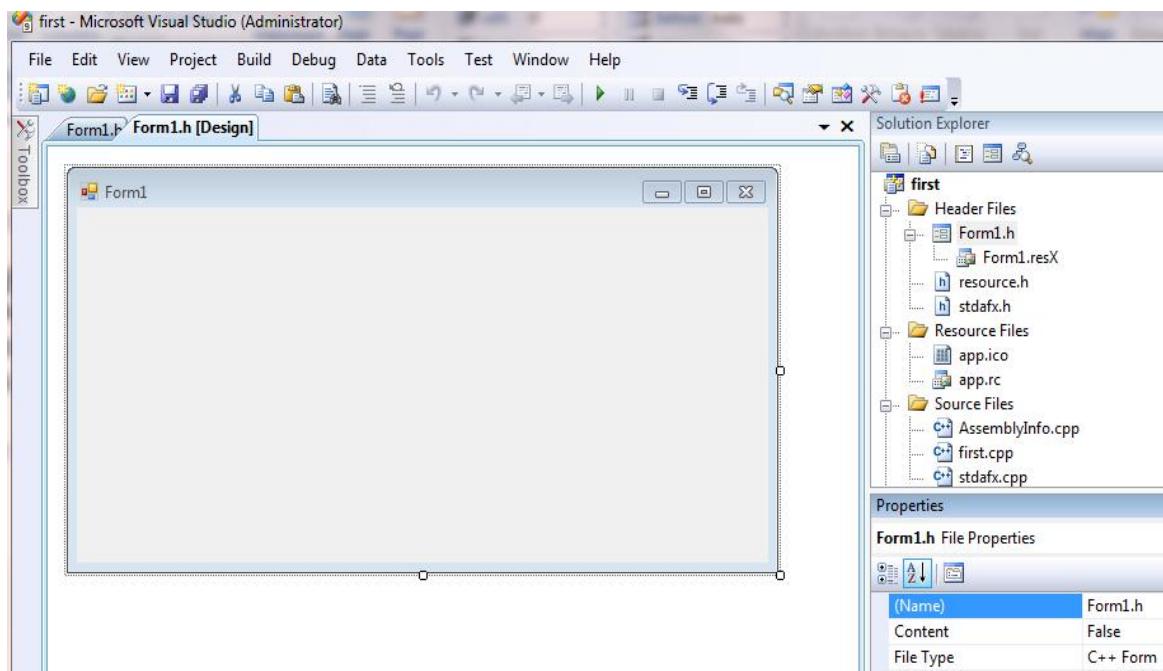 first - Microsoft Visual Studio (Administrator)
File Edit View Project Build Debug Data Tools Test Window Help
Toolbox
Form1.h
Form1.h [Design]
Form1
Solution Explorer
first
Header Files
Form1.h
Form1.resX
resource.h
stdafx.h
Resource Files
app.ico
app.rc
Source Files
AssemblyInfo.cpp
first.cpp
stdafx.cpp
Properties
Form1.h File Properties
(Name) Form1.h
Content False
File Type C++ Form